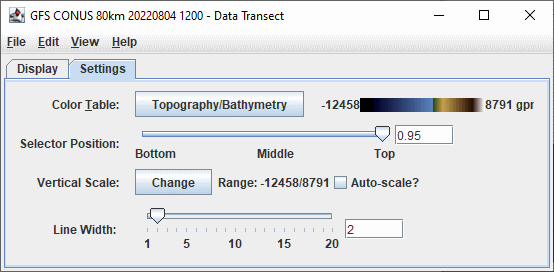 GFS CONUS 80km 20220804 1200 - Data Transect
File Edit View Help
Display Settings
Color Table: Topography/Bathymetry -12458 8791 gpm
Selector Position: 0.95
Bottom Middle Top
Vertical Scale: Change Range: -12458/8791 Auto-scale?
Line Width: 2
1 5 10 15 20